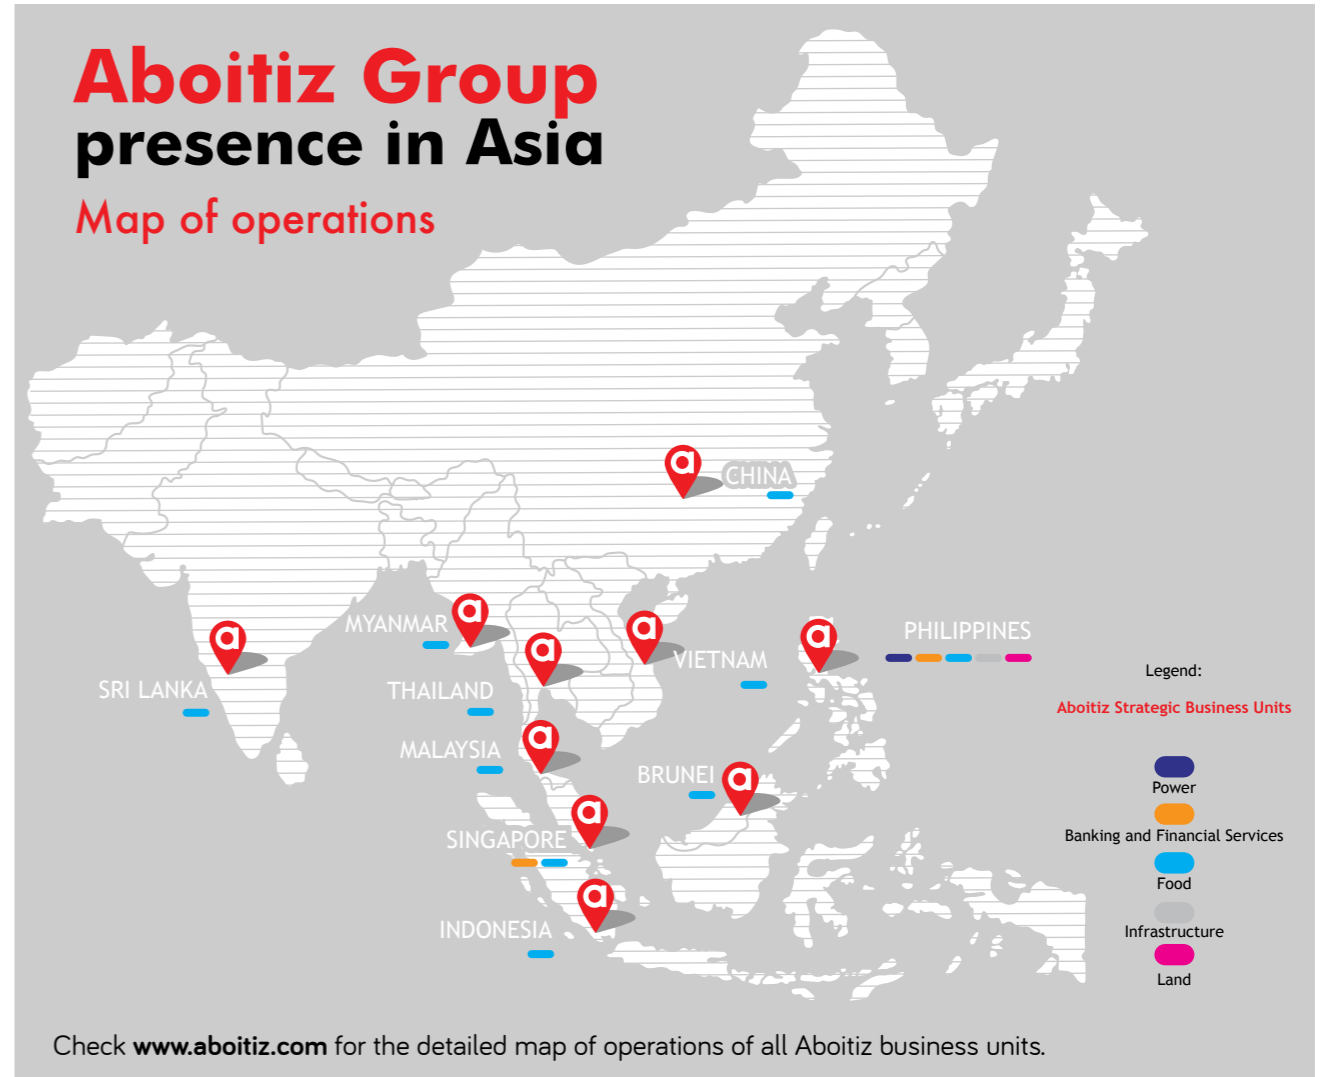 Aboitiz Group
presence in Asia
Map of operations
CHINA
MYANMAR
PHILIPPINES
VIETNAM
SRI LANKA
THAILAND
MALAYSIA
BRUNEI
SINGAPORE
INDONESIA
Legend:
Aboitiz Strategic Business Units
Power
Banking and Financial Services
Food
Infrastructure
Land
Check www.aboitiz.com for the detailed map of operations of all Aboitiz business units.